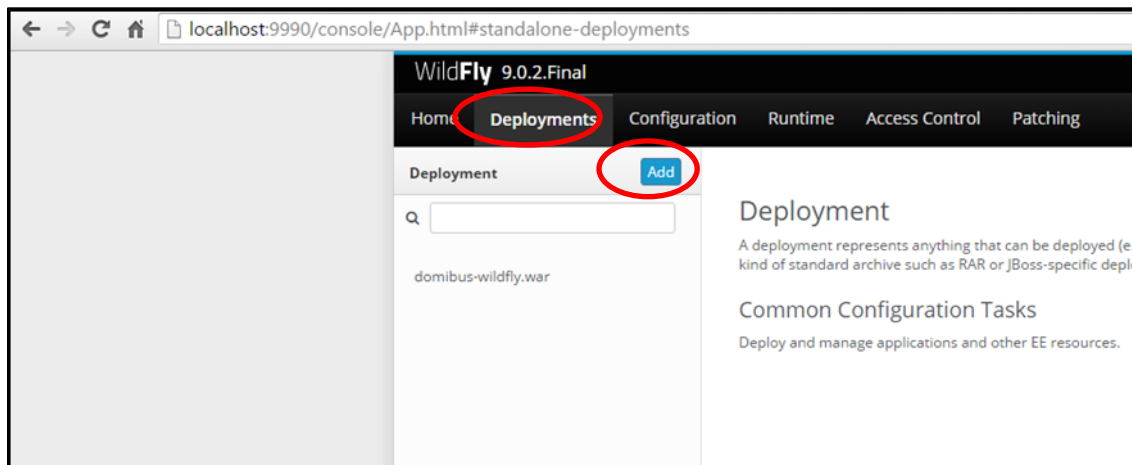 localhost:9990/console/App.html#standalone-deployments
WildFly 9.0.2.Final
Home Deployments Configuration Runtime Access Control Patching
Deployment Add
Deployment
A deployment represents anything that can be deployed (e.
kind of standard archive such as RAR or JBoss-specific depl
domibus-wildfly.war
Common Configuration Tasks
Deploy and manage applications and other EE resources.